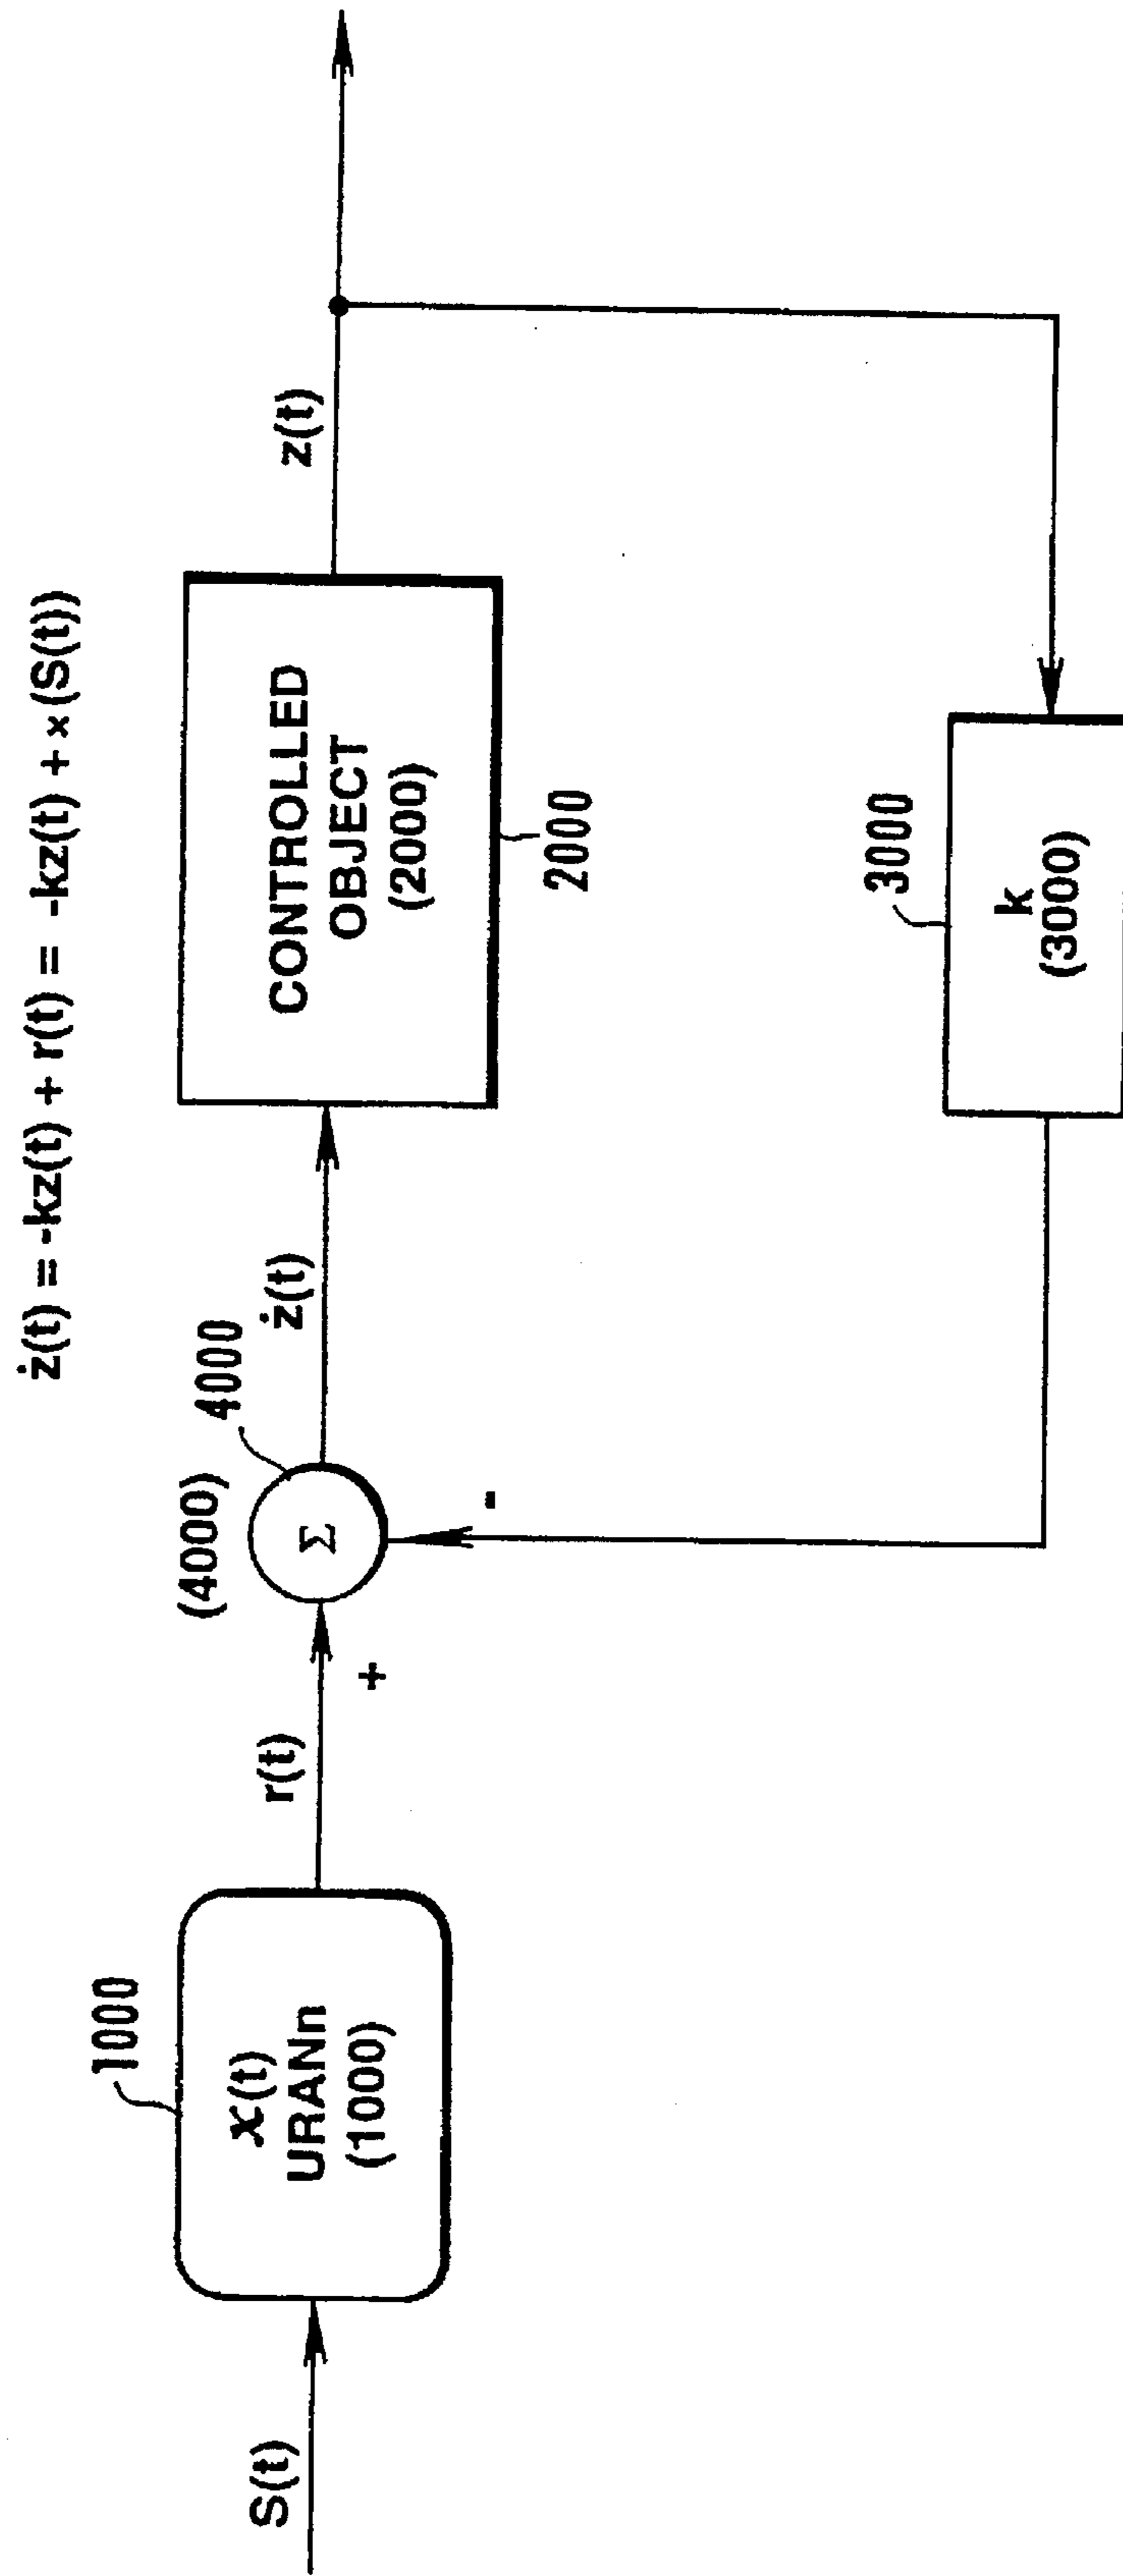 ż(t) = -kz(t) + r(t) = -kz(t) + x(S(t))
S(t)
1000
x(t)
URANn
(1000)
r(t)
+
(4000)
4000
Σ
-
ż(t)
CONTROLLED
OBJECT
(2000)
2000
z(t)
3000
k
(3000)